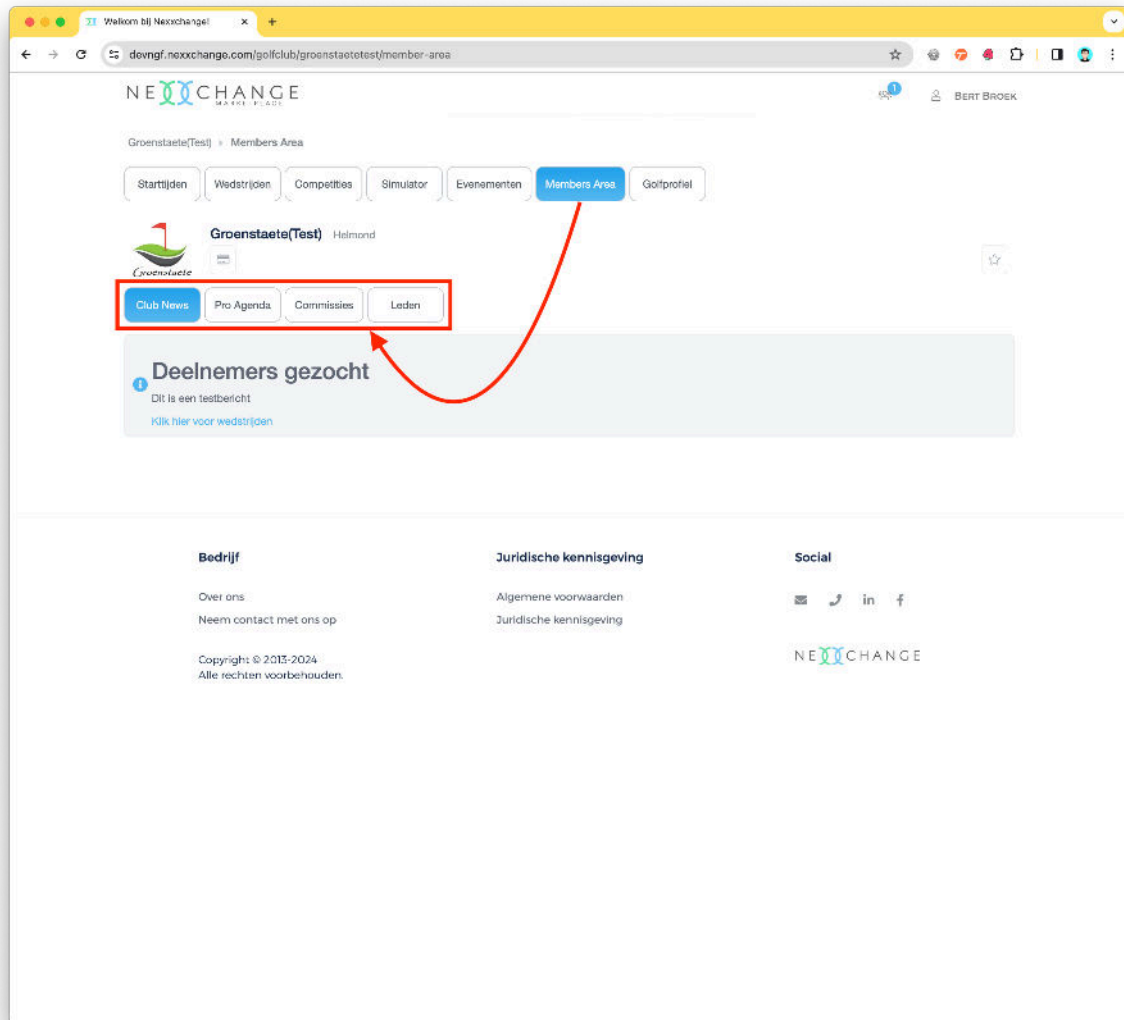 Welkom bij Nexxchange!
devngf.nexxchange.com/golfclub/groenstaetetest/member-area
NEXXCHANGE
MARKETPLACE
1
BERT BROEK
Groenstaete(Test) > Members Area
Starttijden Wedstrijden Competities Simulator Evenementen Members Area Golfprofiel
Groenstaete(Test) Helmond
Groenstaete
Club News Pro Agenda Commissies Leden
Deelnemers gezocht
Dit is een testbericht
Klik hier voor wedstrijden
Bedrijf Juridische kennisgeving Social
Over ons Algemene voorwaarden
Neem contact met ons op Juridische kennisgeving
Copyright © 2013-2024
Alle rechten voorbehouden.
NEXXCHANGE